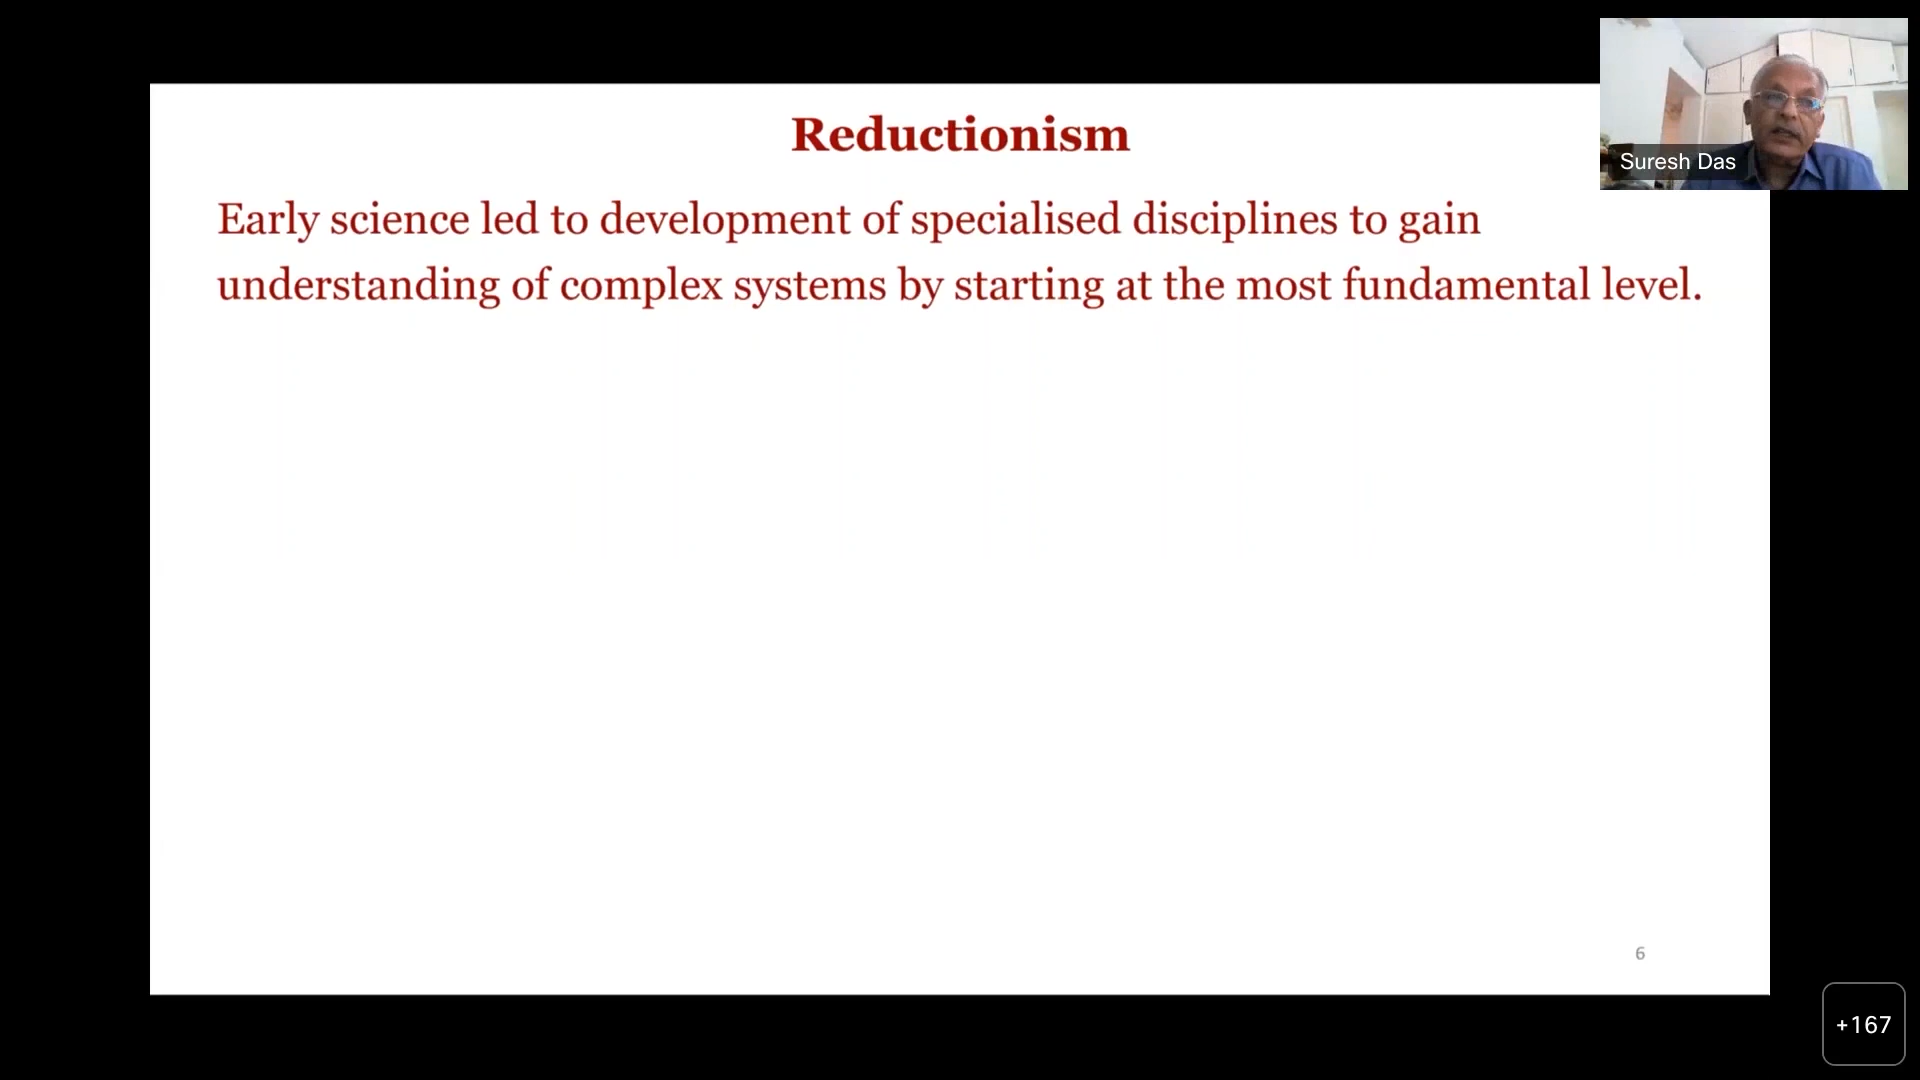 Reductionism
Suresh Das
Early science led to development of specialised disciplines to gain
understanding of complex systems by starting at the most fundamental level.
6
+167